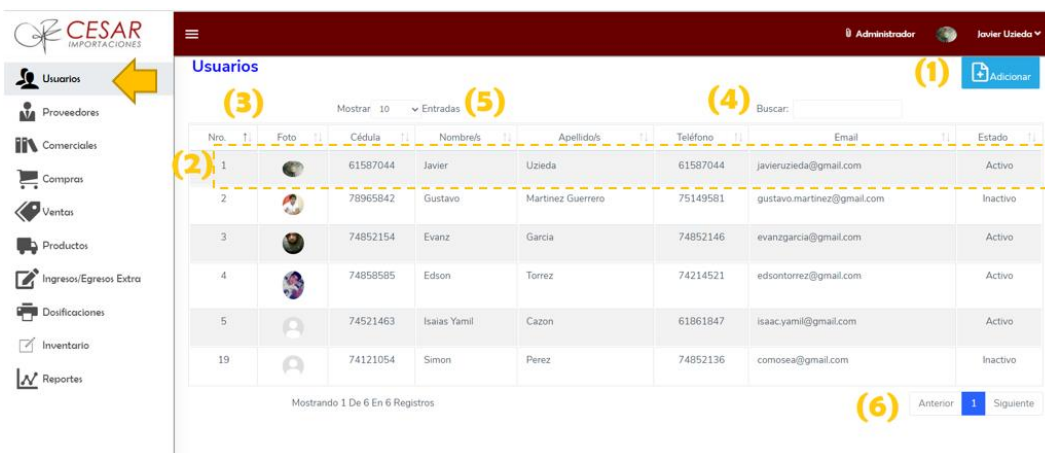 CESAR
IMPORTACIONES
Administrador Javier Uzieda
Usuarios
Proveedores
Comerciales
Compras
Ventas
Productos
Ingresos/Egresos Extra
Dosificaciones
Inventario
Reportes
Usuarios
(1) Adicionar
(3) Mostrar 10 Entradas (5) (4) Buscar:
Nro. Foto Cédula Nombre/s Apellido/s Teléfono Email Estado
(2) 1 61587044 Javier Uzieda 61587044 javieruzieda@gmail.com Activo
2 78965842 Gustavo Martinez Guerrero 75149581 gustavo.martinez@gmail.com Inactivo
3 74852154 Evanz Garcia 74852146 evanzgarcia@gmail.com Activo
4 74858585 Edson Torrez 74214521 edsontorrez@gmail.com Activo
5 74521463 Isaias Yamil Cazon 61861847 isaac.yamil@gmail.com Activo
19 74121054 Simon Perez 74852136 comosea@gmail.com Inactivo
Mostrando 1 De 6 En 6 Registros
(6) Anterior 1 Siguiente